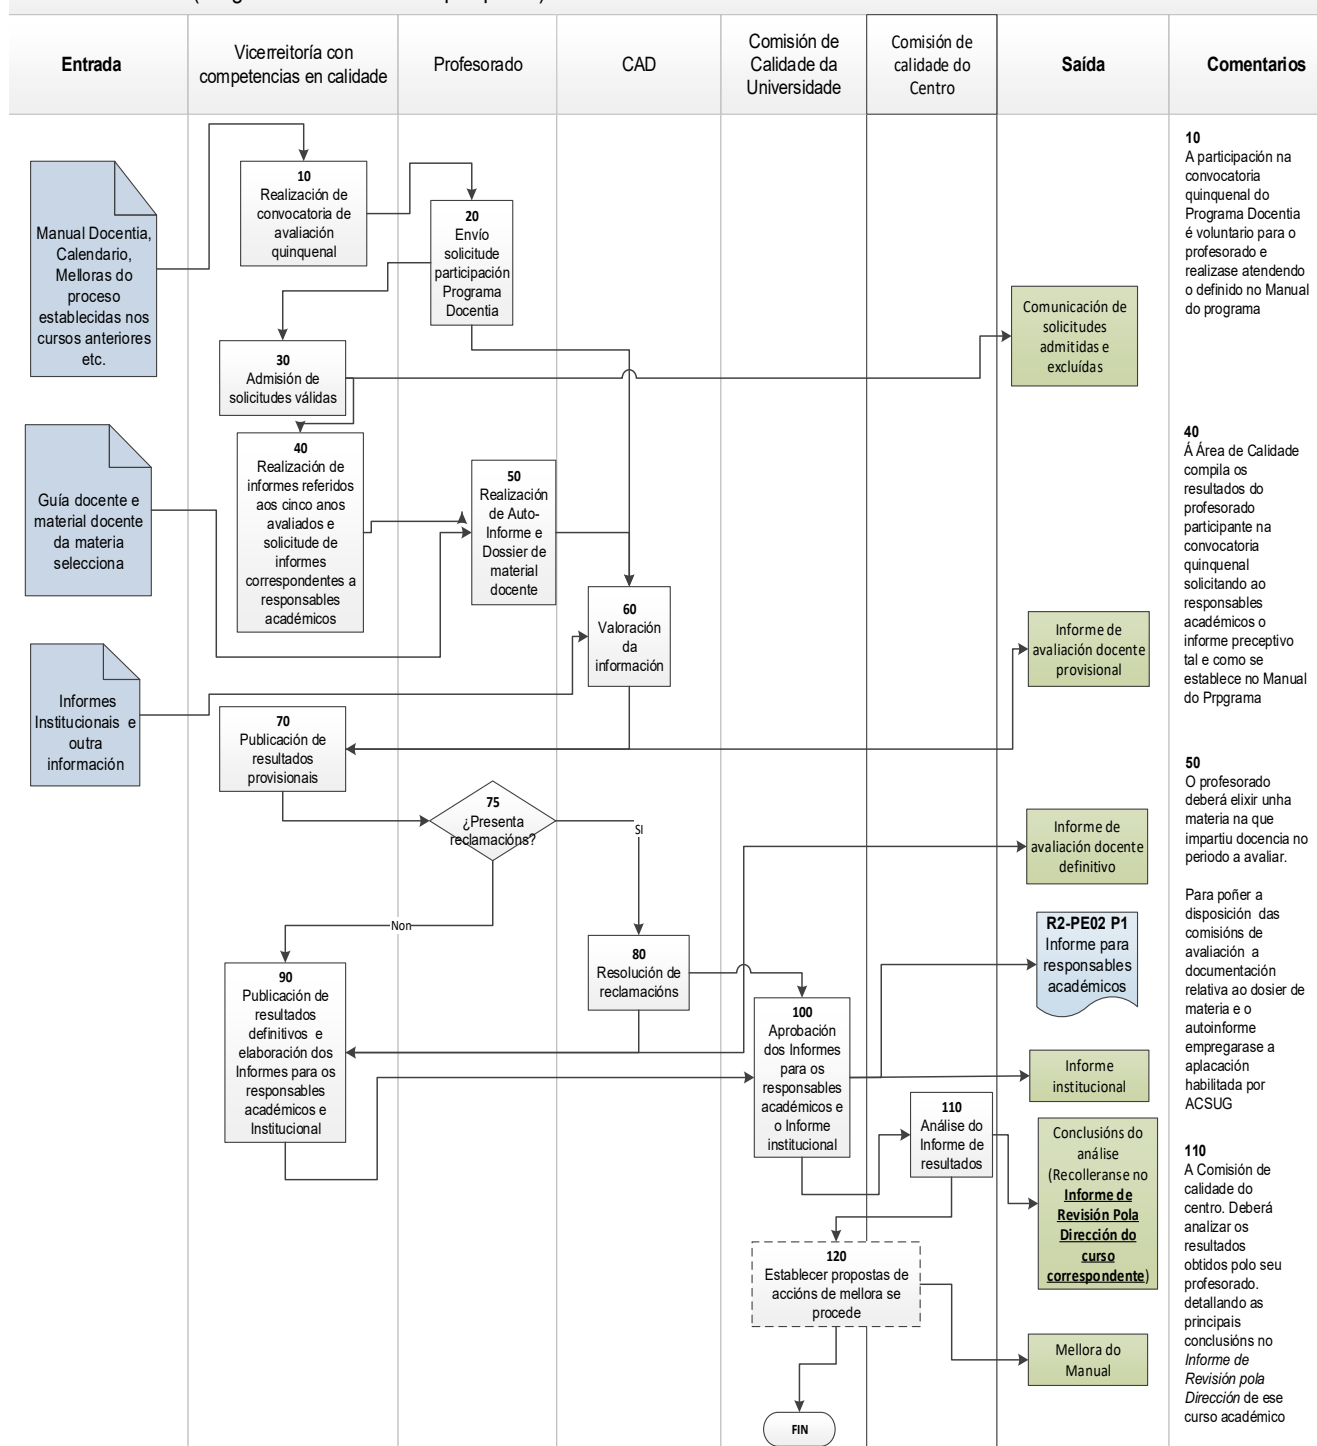 Entrada
Vicerreitoría con
competencias en calidade
Profesorado
CAD
Comisión de
Calidade da
Universidade
Comisión de
calidade do
Centro
Saída
Comentarios
Manual Docentia,
Calendario,
Melloras do
proceso
establecidas nos
cursos anteriores
etc.
10
Realización de
convocatoria de
avaliación
quinquenal
20
Envío
solicitude
participación
Programa
Docentia
30
Admisión de
solicitudes válidas
Comunicación de
solicitudes
admitidas e
excluídas
10
A participación na
convocatoria
quinquenal do
Programa Docentia
é voluntario para o
profesorado e
realizase atendendo
o definido no Manual
do programa
Guía docente e
material docente
da materia
selecciona
40
Realización de
informes referidos
aos cinco anos
avaliados e
solicitude de
informes
correspondentes a
responsables
académicos
50
Realización
de Auto-
Informe e
Dossier de
material
docente
40
Á Área de Calidade
compila os
resultados do
profesorado
participante na
convocatoria
quinquenal
solicitando ao
responsables
académicos o
informe preceptivo
tal e como se
establece no Manual
do Prpgrama
60
Valoración
da
información
Informe de
avaliación docente
provisional
Informes
Institucionais e
outra
información
70
Publicación de
resultados
provisionais
75
¿Presenta
reclamacións?
SI
Non
Informe de
avaliación docente
definitivo
50
O profesorado
deberá elixir unha
materia na que
impartiu docencia no
periodo a avaliar.
Para poñer a
disposición das
comisións de
avaliación a
documentación
relativa ao dosier de
materia e o
autoinforme
empregarase a
aplacación
habilitada por
ACSUG
80
Resolución de
reclamacións
R2-PE02 P1
Informe para
responsables
académicos
90
Publicación de
resultados
definitivos e
elaboración dos
Informes para os
responsables
académicos e
Institucional
100
Aprobación
dos Informes
para os
responsables
académicos e
o Informe
institucional
Informe
institucional
110
Análise do
Informe de
resultados
Conclusións do
análise
(Recolleranse no
Informe de
Revisión Pola
Dirección do
curso
correspondente)
110
A Comisión de
calidade do
centro. Deberá
analizar os
resultados
obtidos polo seu
profesorado.
detallando as
principais
conclusións no
Informe de
Revisión pola
Dirección de ese
curso académico
120
Establecer propostas de
accións de mellora se
procede
Mellora do
Manual
FIN